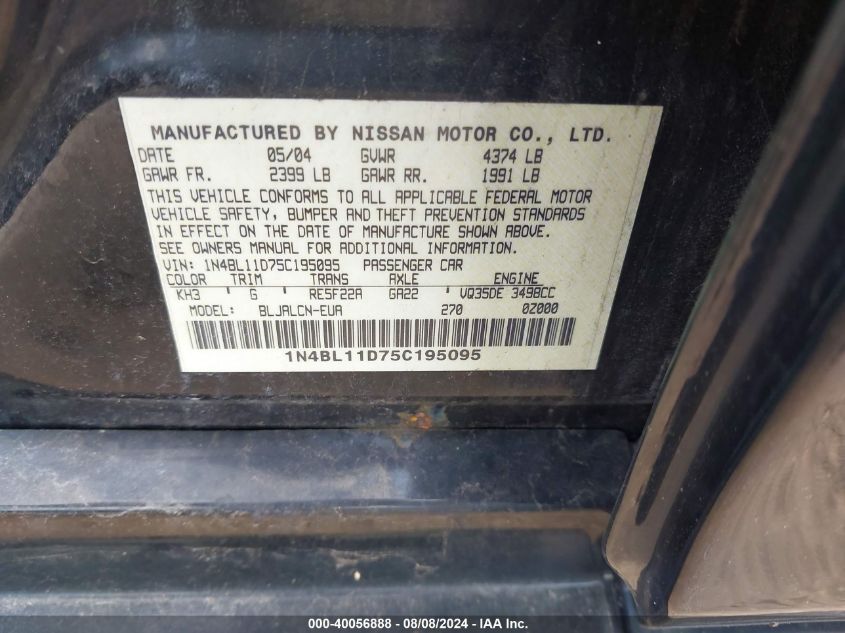 MANUFACTURED BY NISSAN MOTOR CO., LTD.
DATE 05/04 GVWR 4374 LB
GAWR FR. 2399 LB GAWR RR. 1991 LB
THIS VEHICLE CONFORMS TO ALL APPLICABLE FEDERAL MOTOR
VEHICLE SAFETY, BUMPER AND THEFT PREVENTION STANDARDS
IN EFFECT ON THE DATE OF MANUFACTURE SHOWN ABOVE.
SEE OWNERS MANUAL FOR ADDITIONAL INFORMATION.
VIN: 1N4BL11D75C195095 PASSENGER CAR
COLOR TRIM TRANS AXLE ENGINE
KH3 G RE5F22A GA22 VQ35DE 3498CC
MODEL: BLJALCN-EUA 270 0Z000
1N4BL11D75C195095
000-40056888 - 08/08/2024 - IAA Inc.